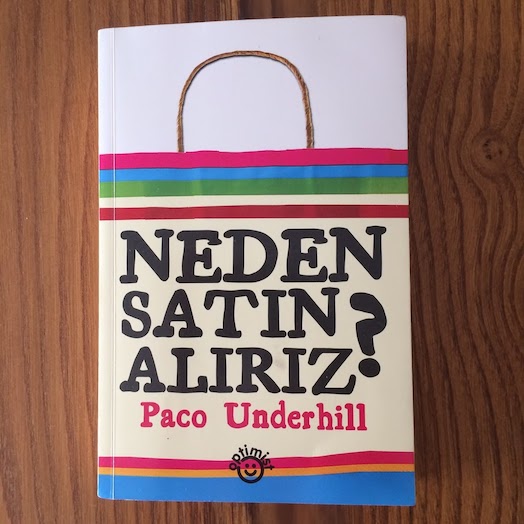 NEDEN
SATIN
ALIRIZ?
Paco Underhill
optimist